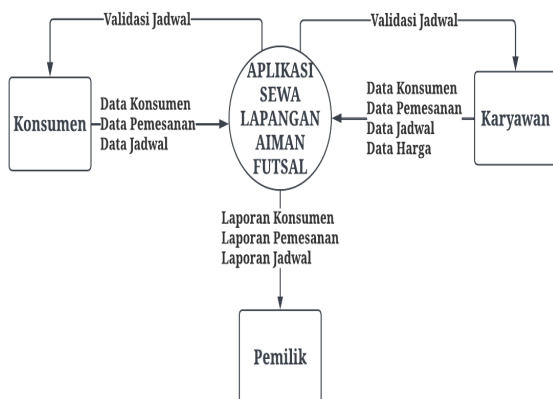 Validasi Jadwal
Validasi Jadwal
Konsumen
Data Konsumen
Data Pemesanan
Data Jadwal
APLIKASI
SEWA
LAPANGAN
AIMAN
FUTSAL
Data Konsumen
Data Pemesanan
Data Jadwal
Data Harga
Karyawan
Laporan Konsumen
Laporan Pemesanan
Laporan Jadwal
Pemilik